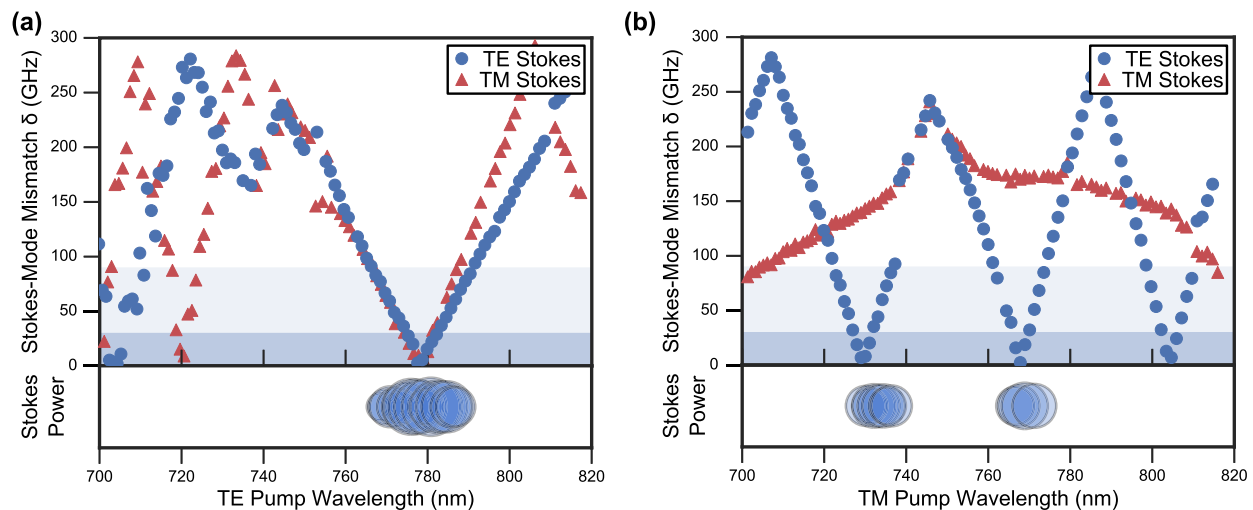 (a)
300
250
200
150
100
50
0
Stokes-Mode Mismatch δ (GHz)
TE Stokes
TM Stokes
Stokes
Power
700
720
740
760
780
800
820
TE Pump Wavelength (nm)
(b)
300
250
200
150
100
50
0
Stokes-Mode Mismatch δ (GHz)
TE Stokes
TM Stokes
Stokes
Power
700
720
740
760
780
800
820
TM Pump Wavelength (nm)